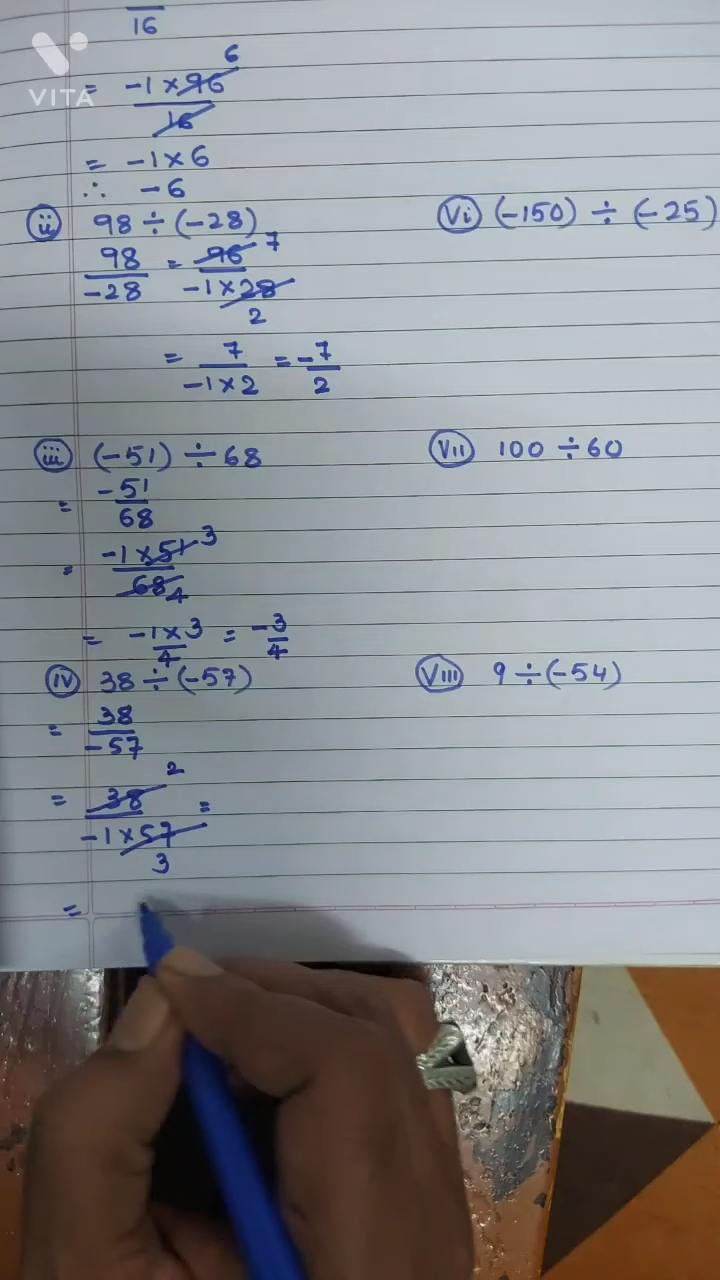 VITA
16
6
= -1 × 96
16
= -1 × 6
∴ -6
ii 98 ÷ (-28)
98 = 96 7
-28 -1 × 28
2
= 7 = -7
-1 × 2 2
iii (-51) ÷ 68
= -51
68
= -1 × 51 3
68 4
= -1 × 3 = -3
4 4
iv 38 ÷ (-57)
= 38
-57
2
= 38 =
-1 × 57
3
=
Vi (-150) ÷ (-25)
Vii 100 ÷ 60
Viii 9 ÷ (-54)